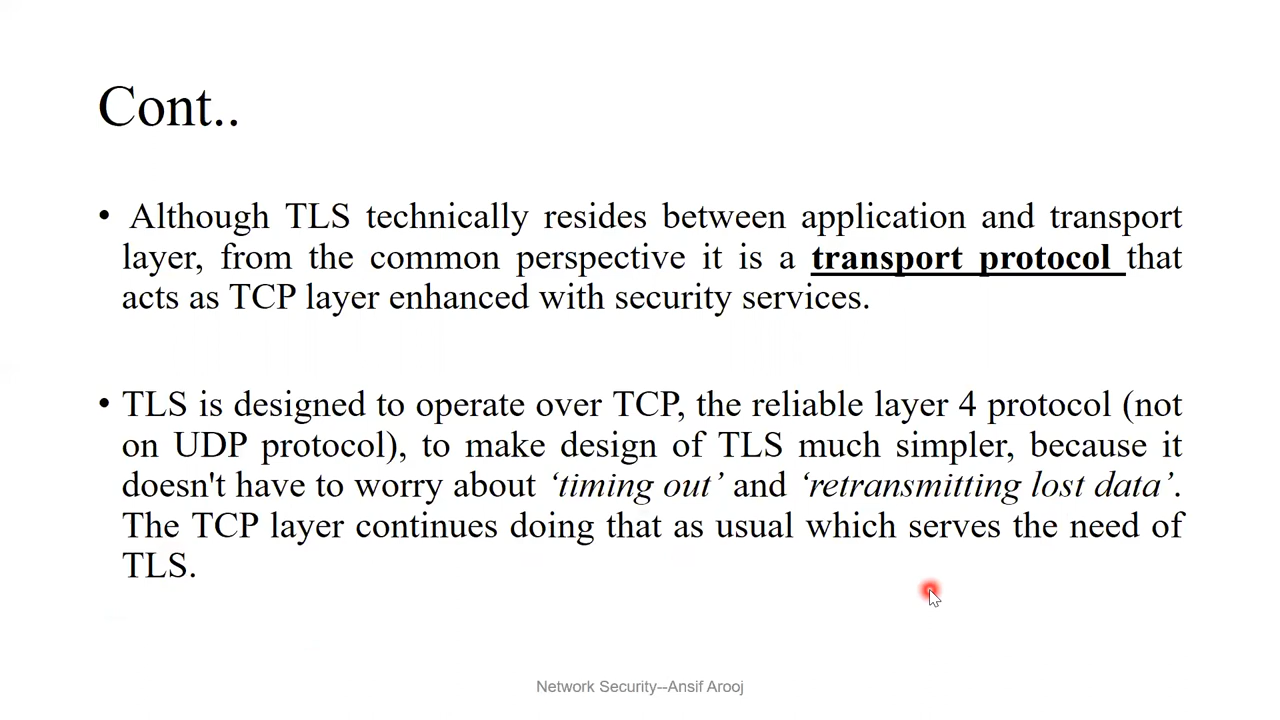 Cont..
• Although TLS technically resides between application and transport
layer, from the common perspective it is a transport protocol that
acts as TCP layer enhanced with security services.
• TLS is designed to operate over TCP, the reliable layer 4 protocol (not
on UDP protocol), to make design of TLS much simpler, because it
doesn't have to worry about ‘timing out’ and ‘retransmitting lost data’.
The TCP layer continues doing that as usual which serves the need of
TLS.
Network Security--Ansif Arooj